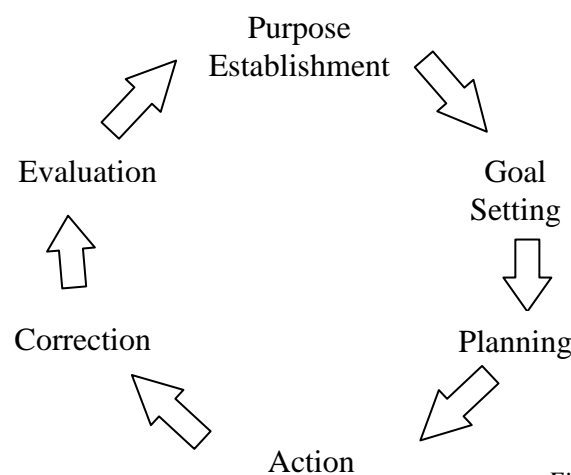 Purpose
Establishment
Goal
Setting
Planning
Action
Correction
Evaluation